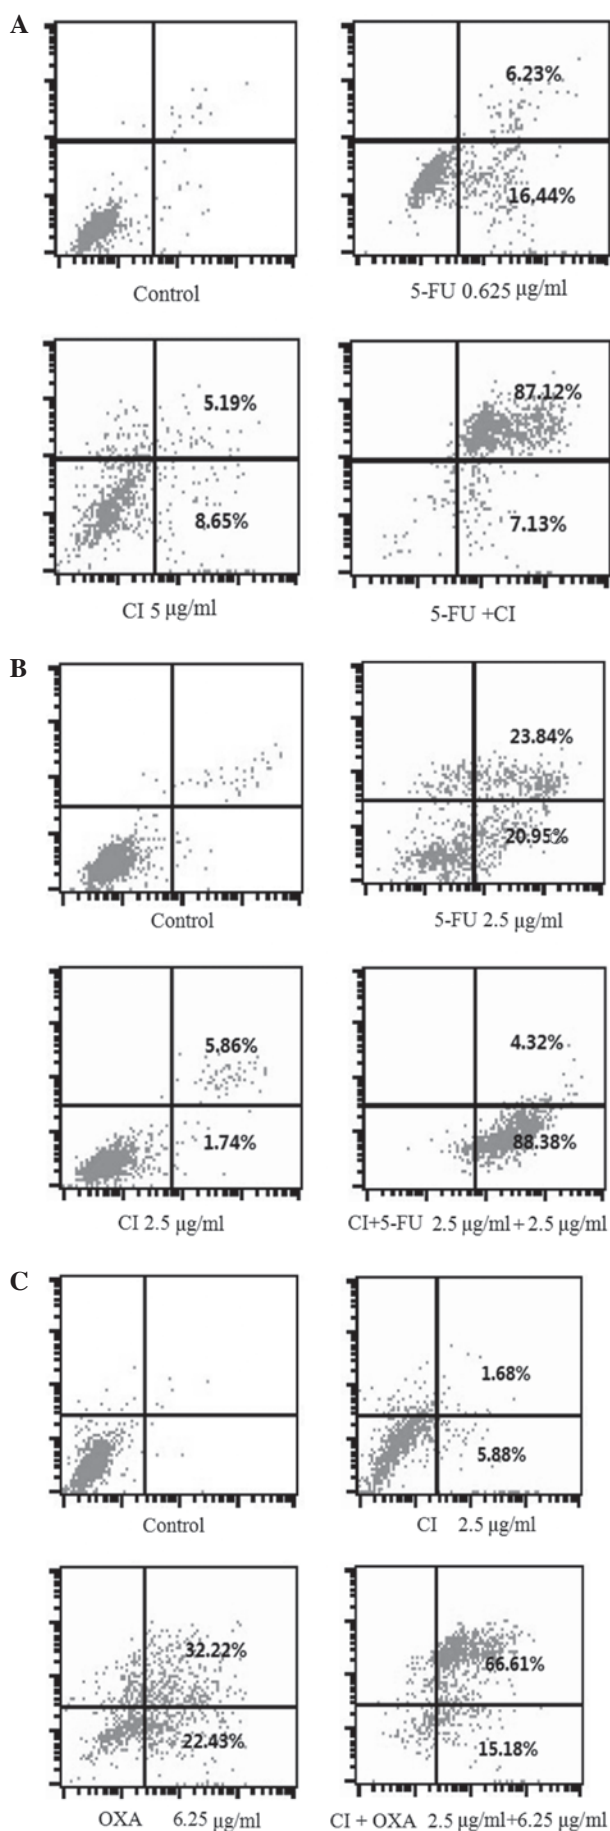 A
6.23%
16.44%
Control
5-FU 0.625 µg/ml
5.19%
8.65%
87.12%
7.13%
CI 5 µg/ml
5-FU +CI
B
23.84%
20.95%
Control
5-FU 2.5 µg/ml
5.86%
1.74%
4.32%
88.38%
CI 2.5 µg/ml
CI+5-FU 2.5 µg/ml + 2.5 µg/ml
C
1.68%
5.88%
Control
CI 2.5 µg/ml
32.22%
22.43%
66.61%
15.18%
OXA 6.25 µg/ml
CI + OXA 2.5 µg/ml+6.25 µg/ml